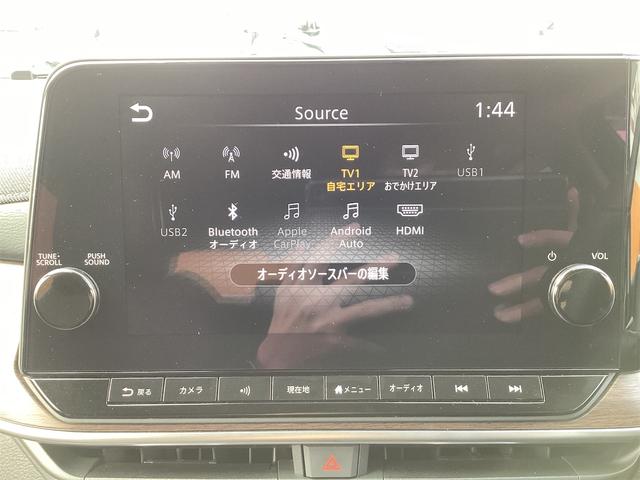 Source
1:44
AM
FM
交通情報
TV1
自宅エリア
TV2
おでかけエリア
USB1
USB2
Bluetooth
オーディオ
Apple
CarPlay
Android
Auto
HDMI
オーディオソースバーの編集
TUNE・
SCROLL
PUSH
SOUND
VOL
戻る
カメラ
現在地
メニュー
オーディオ